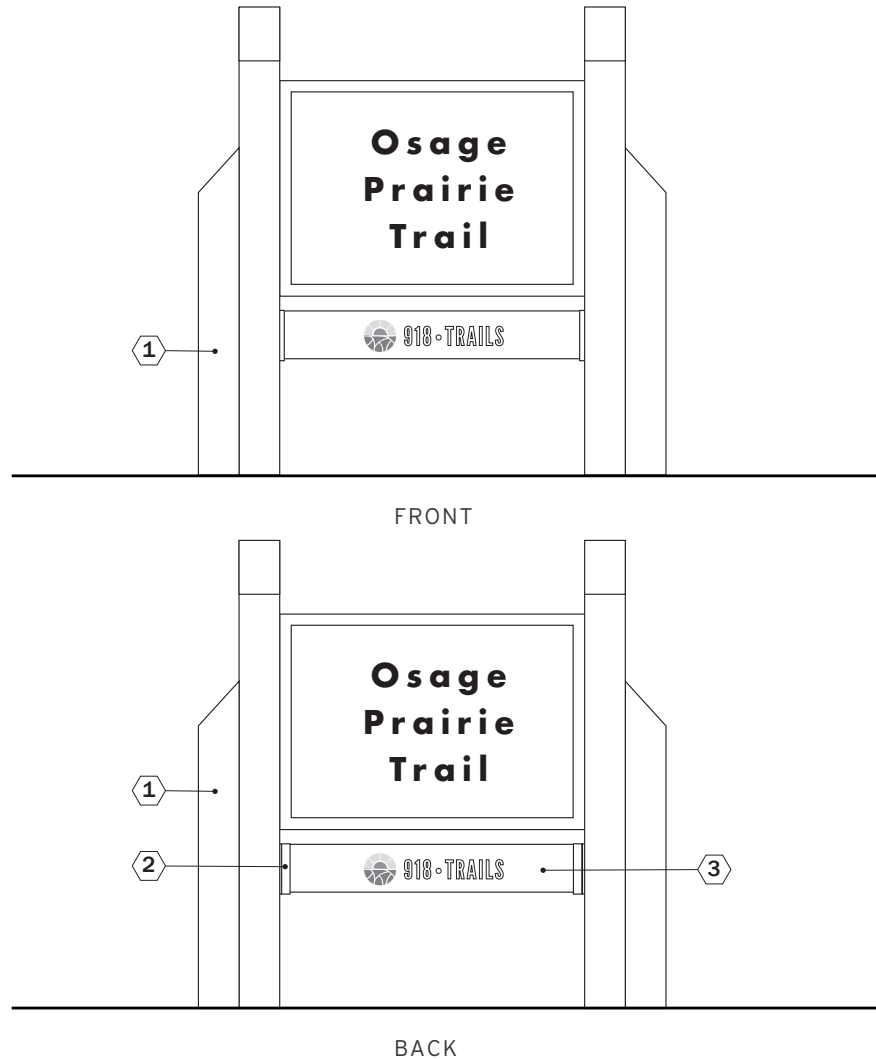 Osage
Prairie
Trail
918∘TRAILS
1
FRONT
Osage
Prairie
Trail
1
2
918∘TRAILS
3
BACK